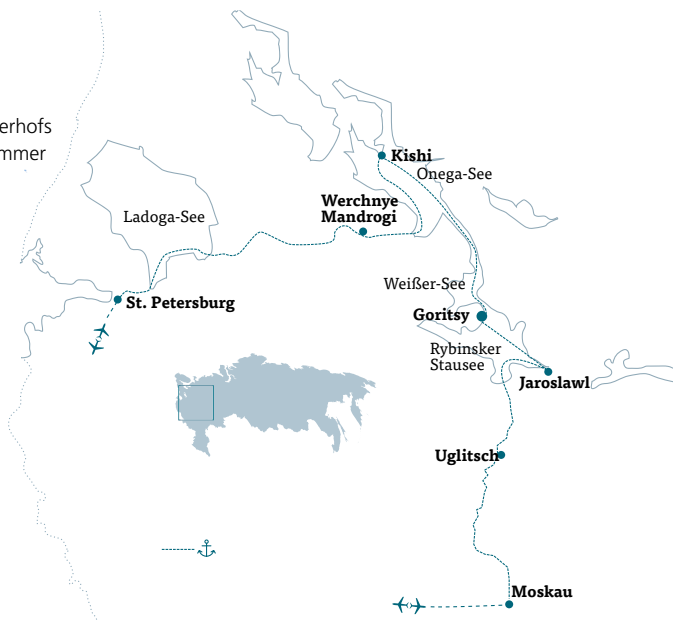 erhofs
mmer
Kishi
Onega-See
Werchnye
Mandrogi
Ladoga-See
Weißer-See
St. Petersburg
Goritsy
Rybinsker
Stausee
Jaroslawl
Uglitsch
Moskau